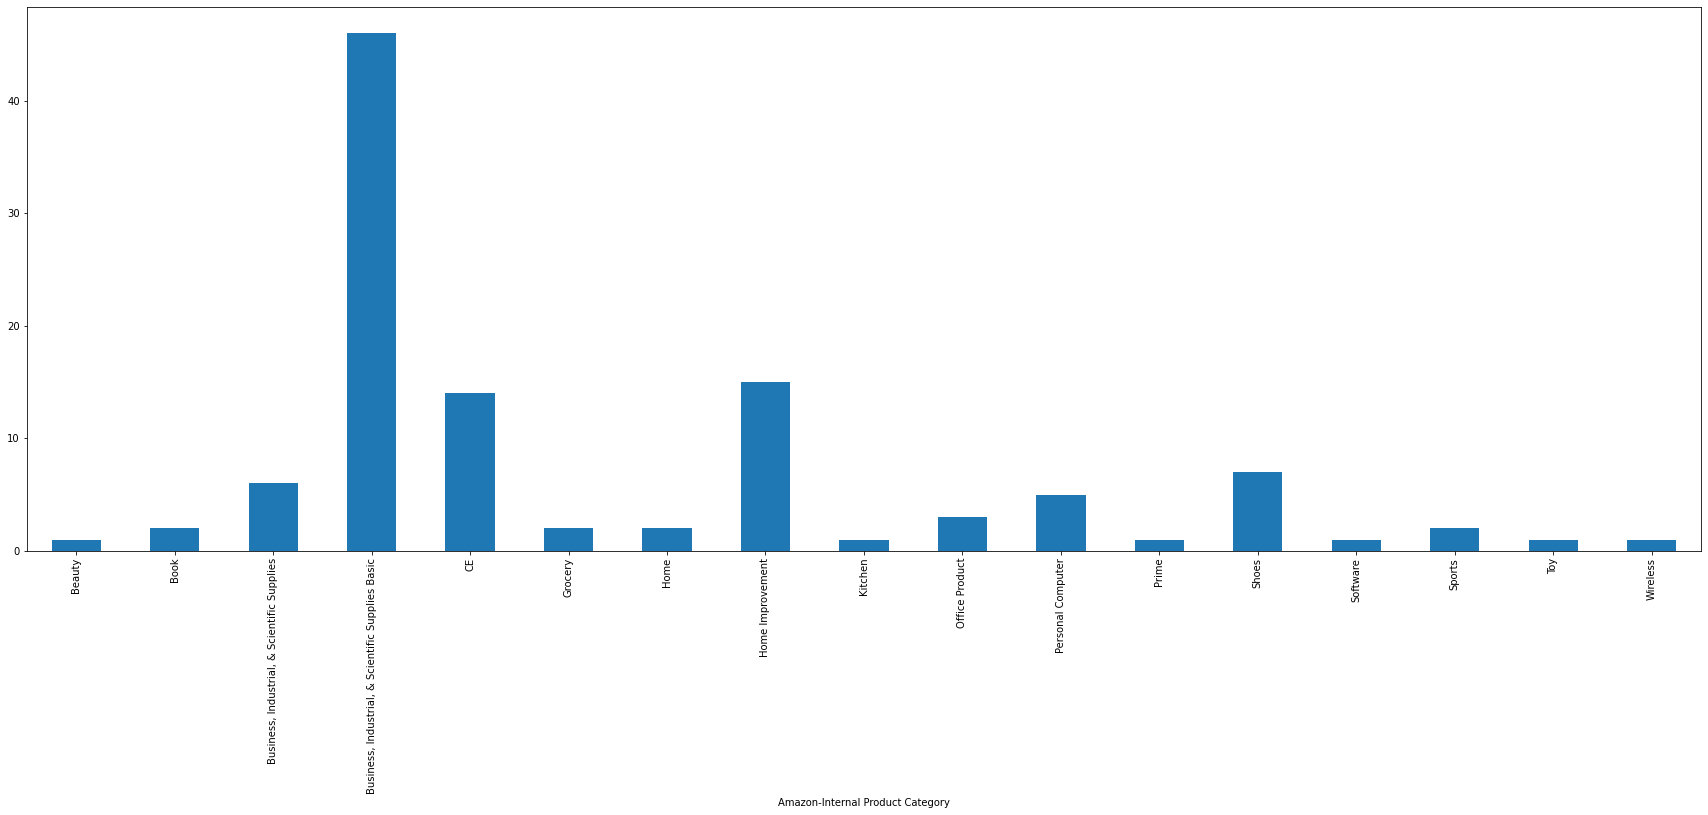 40
30
20
10
0
Beauty
Book
Business, Industrial, & Scientific Supplies
Business, Industrial, & Scientific Supplies Basic
CE
Grocery
Home
Home Improvement
Kitchen
Office Product
Personal Computer
Prime
Shoes
Software
Sports
Toy
Wireless
Amazon-Internal Product Category